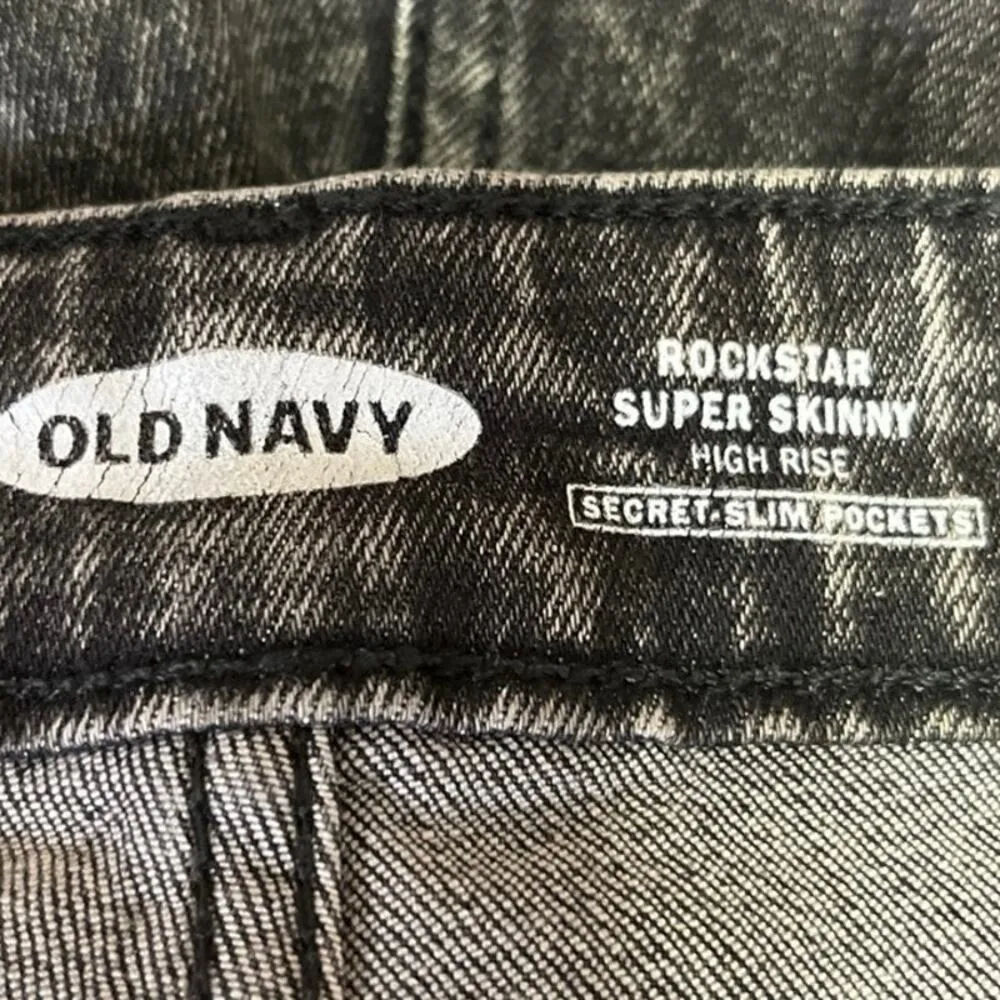 OLD NAVY
ROCKSTAR
SUPER SKINNY
HIGH RISE
SECRET-SLIM POCKETS